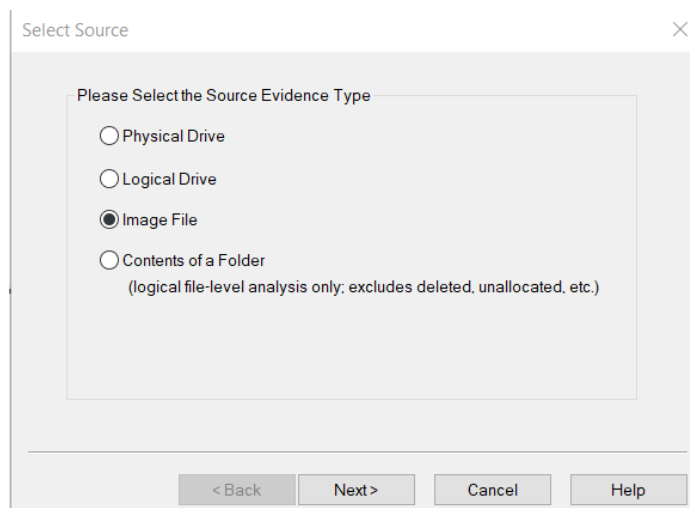 Select Source
Please Select the Source Evidence Type
Physical Drive
Logical Drive
Image File
Contents of a Folder
(logical file-level analysis only; excludes deleted, unallocated, etc.)
< Back Next > Cancel Help